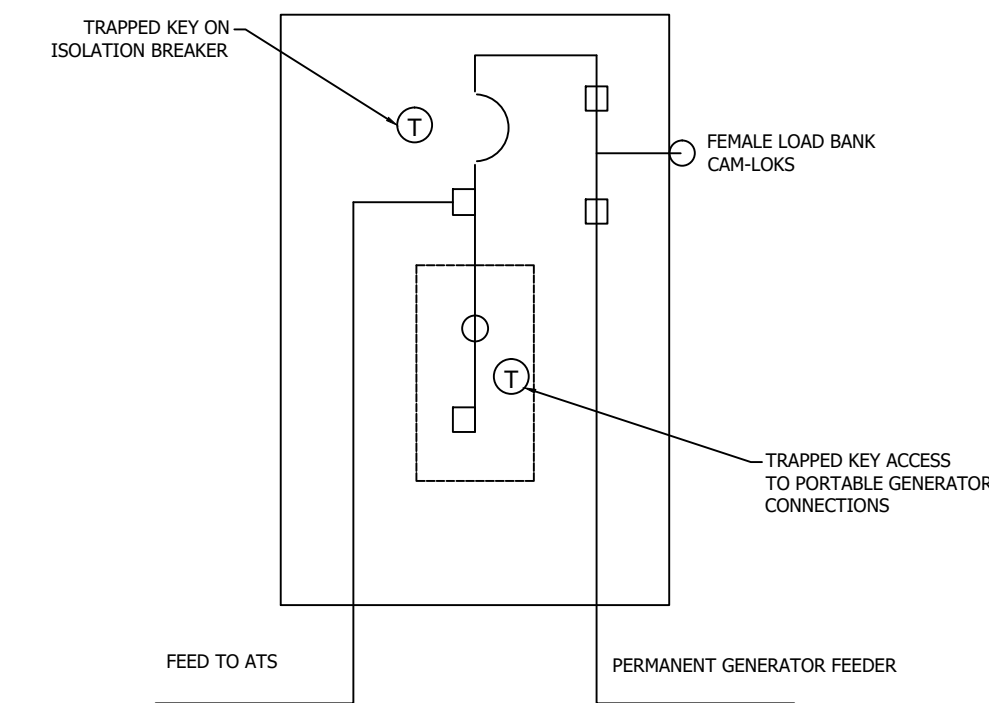 TRAPPED KEY ON
ISOLATION BREAKER
T
FEMALE LOAD BANK
CAM-LOKS
T
TRAPPED KEY ACCESS
TO PORTABLE GENERATOR
CONNECTIONS
FEED TO ATS
PERMANENT GENERATOR FEEDER